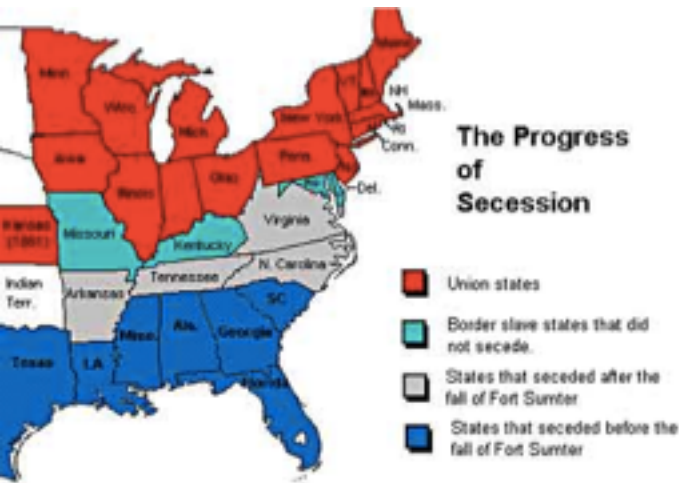 Maine
Minn.
VT
NH
Wisc.
Mass.
Mich.
New York
Conn.
Iowa
Penn.
Illinois
Ohio
Del.
Kansas
(1861)
Missouri
Kentucky
Virginia
Indian
Terr.
Arkansas
Tennessee
N. Carolina
SC
Miss.
Ala.
Georgia
Texas
LA
Florida
The Progress
of
Secession
Union states
Border slave states that did
not secede.
States that seceded after the
fall of Fort Sumter
States that seceded before the
fall of Fort Sumter